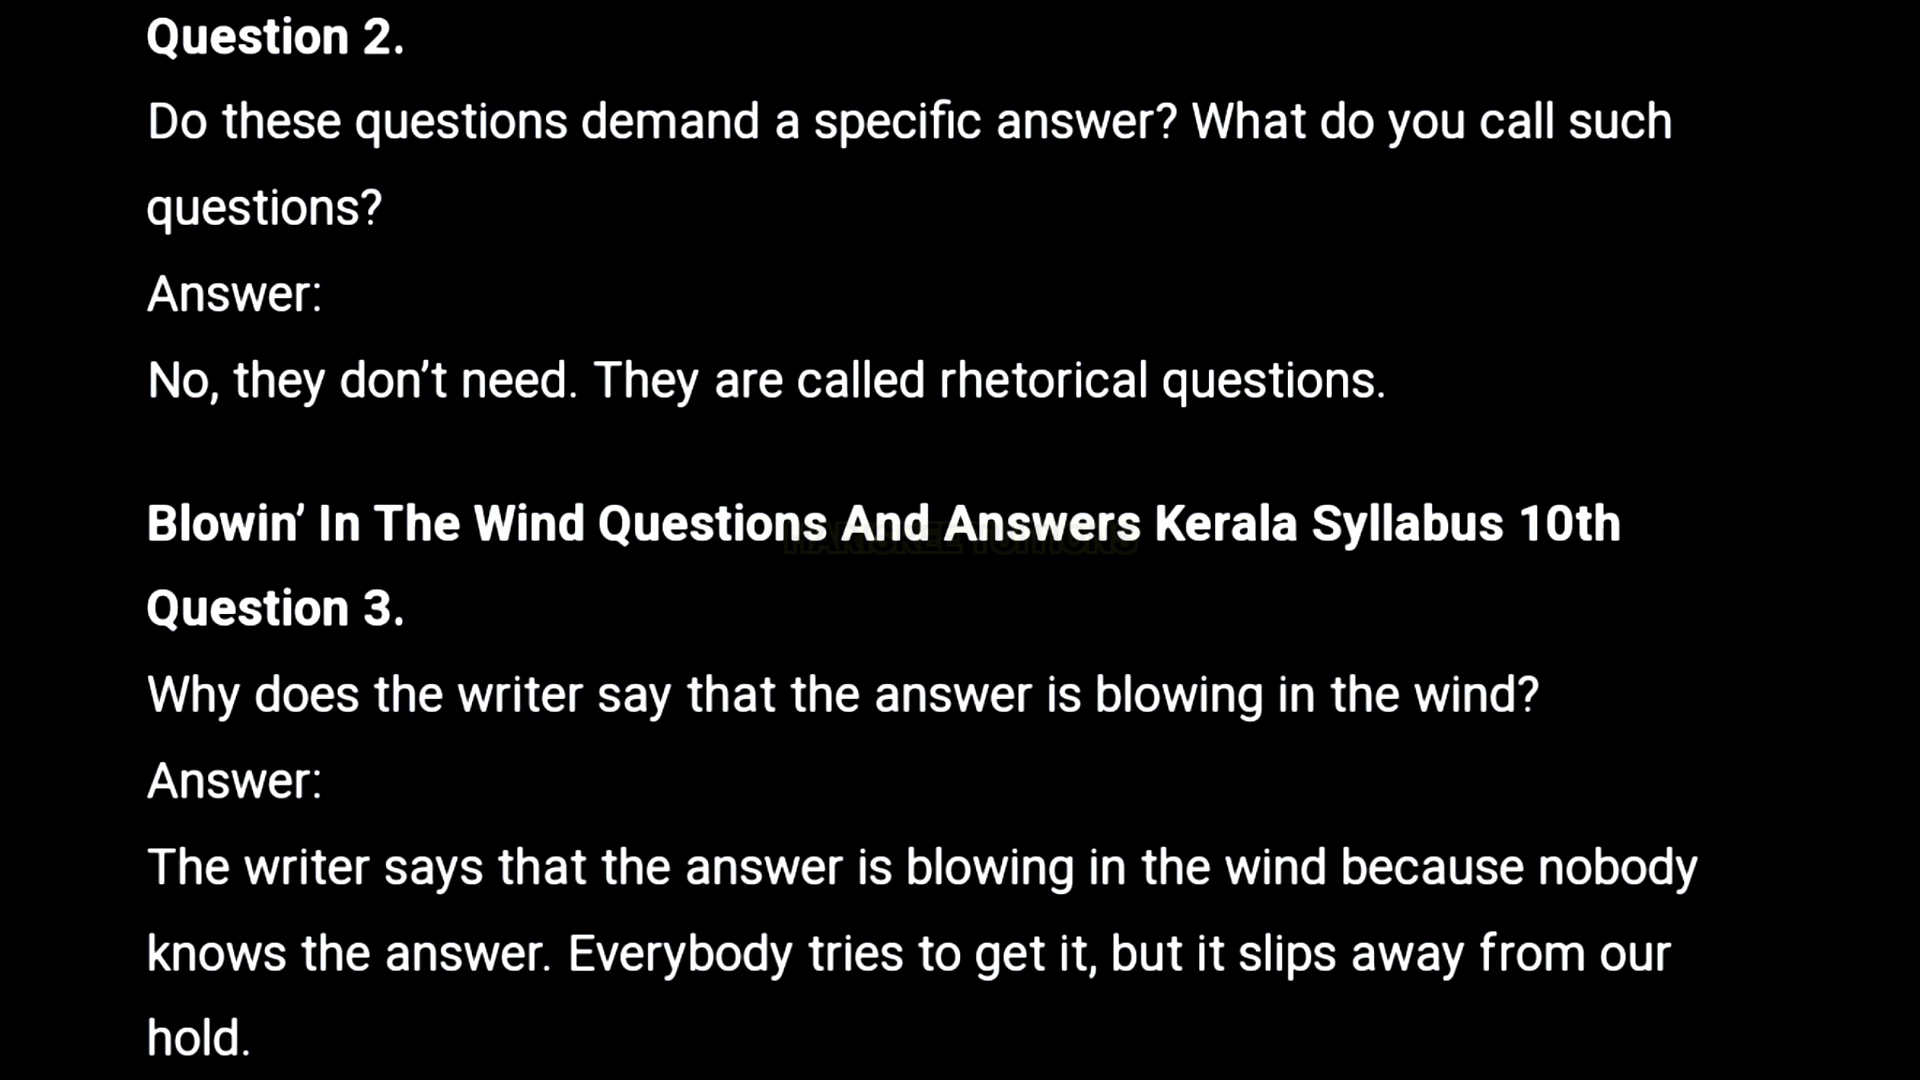 Question 2.
Do these questions demand a specific answer? What do you call such
questions?
Answer:
No, they don’t need. They are called rhetorical questions.
Blowin’ In The Wind Questions And Answers Kerala Syllabus 10th
Question 3.
Why does the writer say that the answer is blowing in the wind?
Answer:
The writer says that the answer is blowing in the wind because nobody
knows the answer. Everybody tries to get it, but it slips away from our
hold.